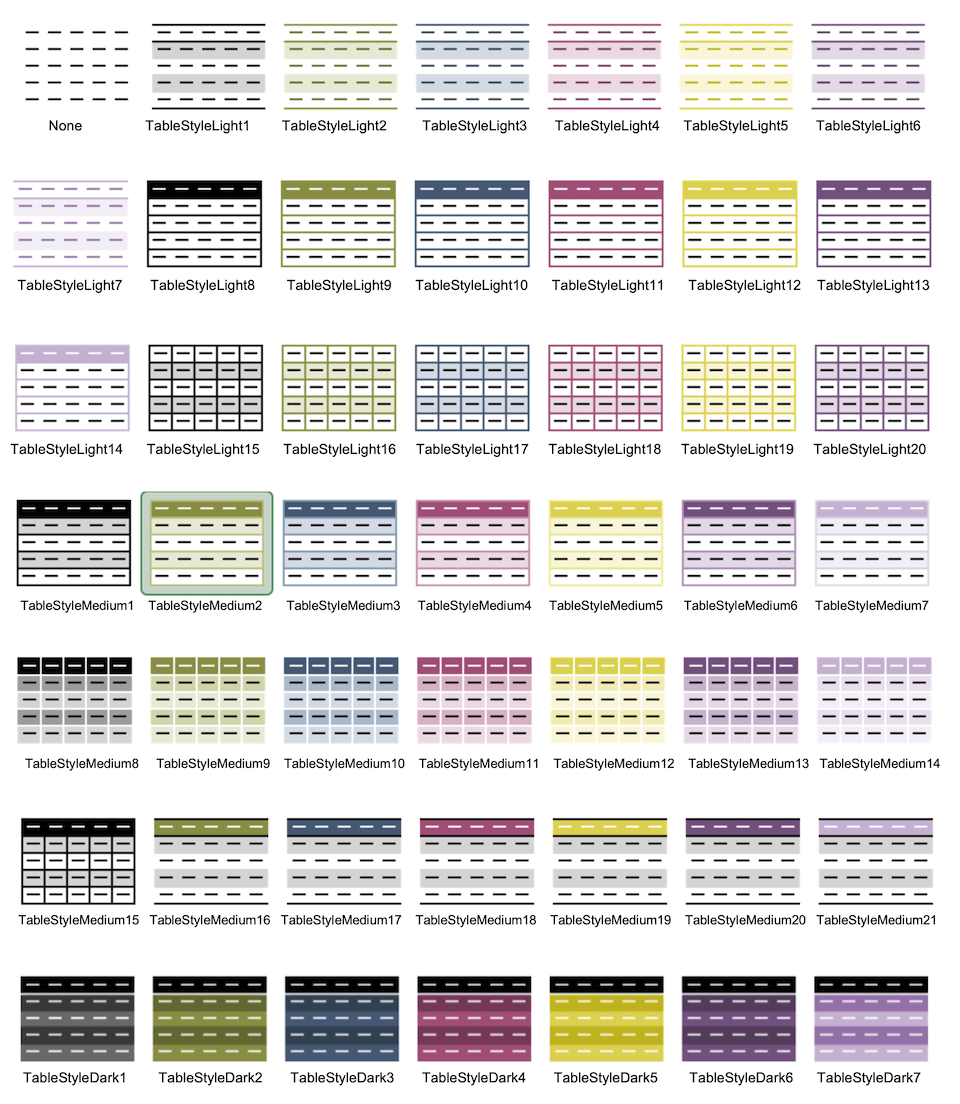 None TableStyleLight1 TableStyleLight2 TableStyleLight3 TableStyleLight4 TableStyleLight5 TableStyleLight6
TableStyleLight7 TableStyleLight8 TableStyleLight9 TableStyleLight10 TableStyleLight11 TableStyleLight12 TableStyleLight13
TableStyleLight14 TableStyleLight15 TableStyleLight16 TableStyleLight17 TableStyleLight18 TableStyleLight19 TableStyleLight20
TableStyleMedium1 TableStyleMedium2 TableStyleMedium3 TableStyleMedium4 TableStyleMedium5 TableStyleMedium6 TableStyleMedium7
TableStyleMedium8 TableStyleMedium9 TableStyleMedium10 TableStyleMedium11 TableStyleMedium12 TableStyleMedium13 TableStyleMedium14
TableStyleMedium15 TableStyleMedium16 TableStyleMedium17 TableStyleMedium18 TableStyleMedium19 TableStyleMedium20 TableStyleMedium21
TableStyleDark1 TableStyleDark2 TableStyleDark3 TableStyleDark4 TableStyleDark5 TableStyleDark6 TableStyleDark7